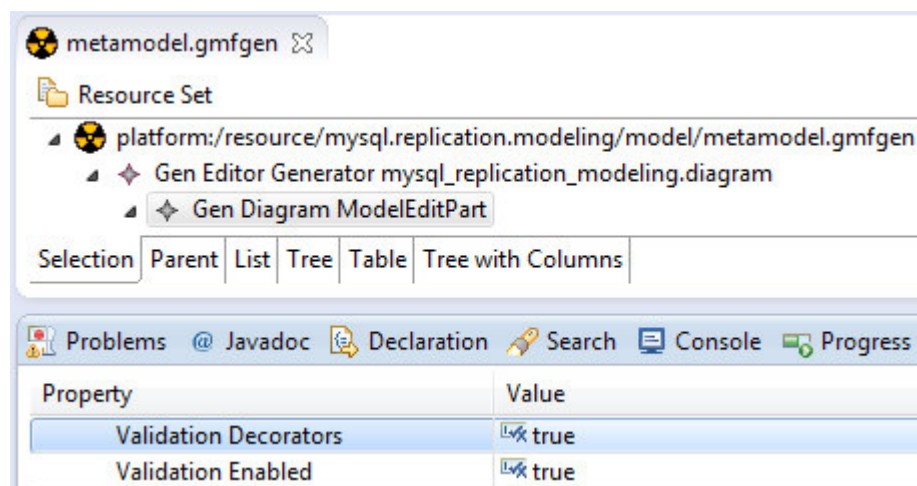 metamodel.gmfgen
Resource Set
platform:/resource/mysql.replication.modeling/model/metamodel.gmfgen
Gen Editor Generator mysql_replication_modeling.diagram
Gen Diagram ModelEditPart
Selection Parent List Tree Table Tree with Columns
Problems @ Javadoc Declaration Search Console Progress
Property Value
Validation Decorators true
Validation Enabled true